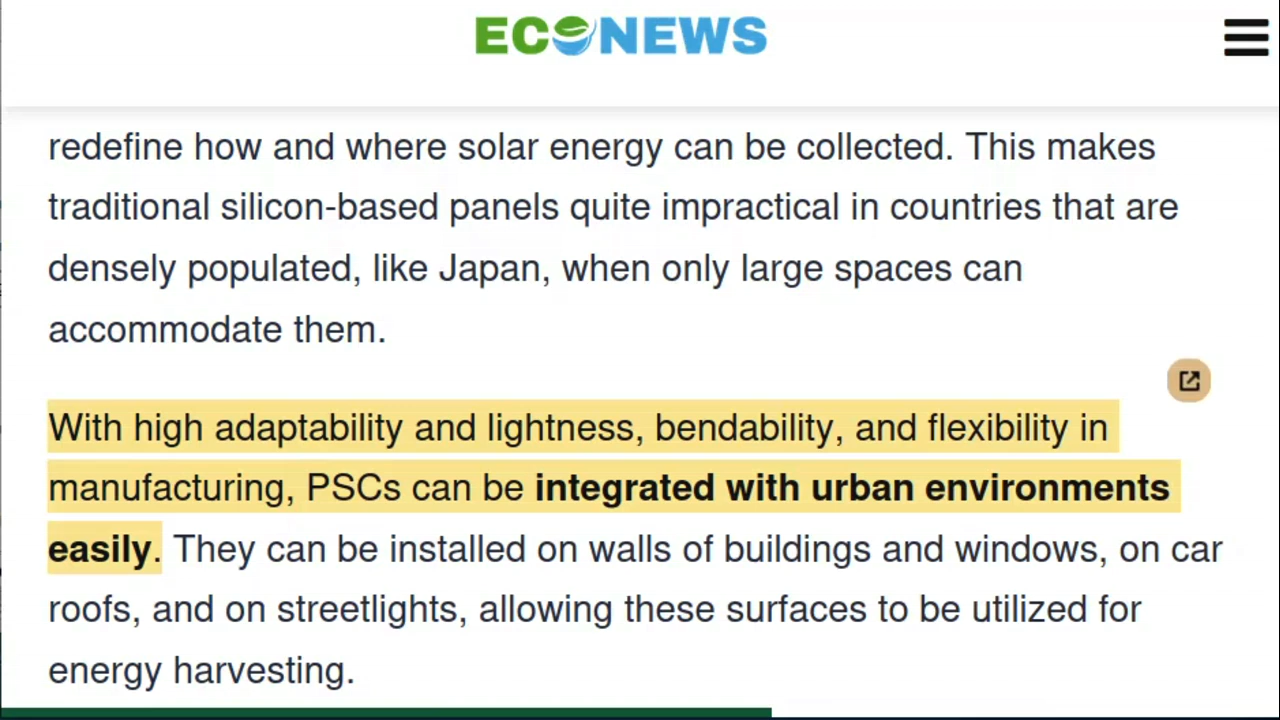 ECONEWS
redefine how and where solar energy can be collected. This makes
traditional silicon-based panels quite impractical in countries that are
densely populated, like Japan, when only large spaces can
accommodate them.
With high adaptability and lightness, bendability, and flexibility in
manufacturing, PSCs can be integrated with urban environments
easily. They can be installed on walls of buildings and windows, on car
roofs, and on streetlights, allowing these surfaces to be utilized for
energy harvesting.